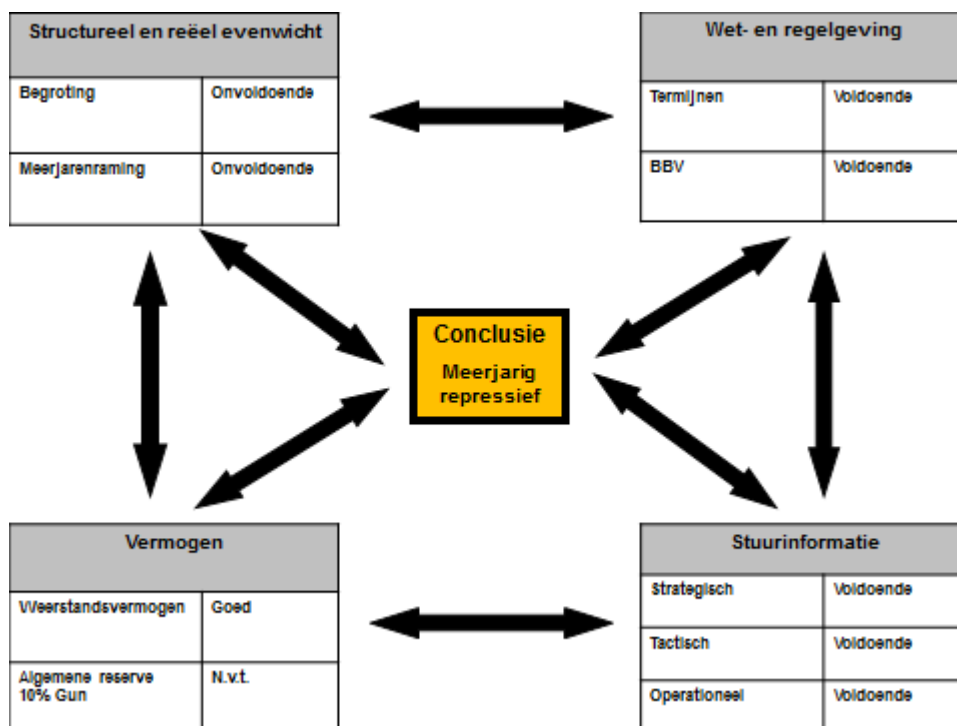 Structureel en reëel evenwicht
Begroting Onvoldoende
Meerjarenraming Onvoldoende
Wet- en regelgeving
Termijnen Voldoende
BBV Voldoende
Conclusie
Meerjarig
repressief
Vermogen
Weerstandsvermogen Goed
Algemene reserve N.v.t.
10% Gun
Stuurinformatie
Strategisch Voldoende
Tactisch Voldoende
Operationeel Voldoende